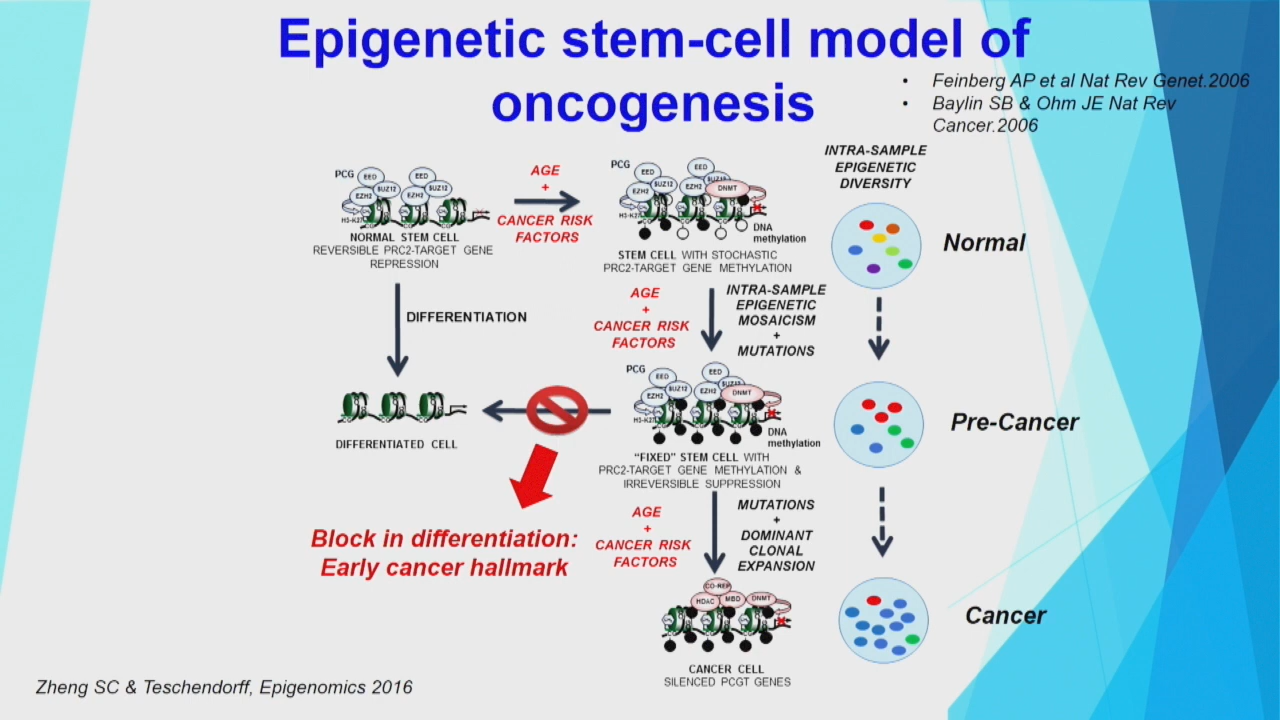 Epigenetic stem-cell model of
oncogenesis
• Feinberg AP et al Nat Rev Genet.2006
• Baylin SB & Ohm JE Nat Rev
Cancer.2006
PCG
EED
EED
EZH2
SUZ12
EZH2
SUZ12
NORMAL STEM CELL
REVERSIBLE PRC2-TARGET GENE
REPRESSION
AGE
+
CANCER RISK
FACTORS
PCG
EED
EED
EZH2
SUZ12
EZH2
DNMT
DNA
methylation
STEM CELL WITH STOCHASTIC
PRC2-TARGET GENE METHYLATION
INTRA-SAMPLE
EPIGENETIC
DIVERSITY
Normal
DIFFERENTIATION
AGE
+
CANCER RISK
FACTORS
INTRA-SAMPLE
EPIGENETIC
MOSAICISM
+
MUTATIONS
DIFFERENTIATED CELL
PCG
EED
EED
EZH2
SUZ12
EZH2
SUZ12
DNMT
DNA
methylation
"FIXED" STEM CELL WITH
PRC2-TARGET GENE METHYLATION &
IRREVERSIBLE SUPPRESSION
Pre-Cancer
Block in differentiation:
Early cancer hallmark
AGE
+
CANCER RISK
FACTORS
MUTATIONS
+
DOMINANT
CLONAL
EXPANSION
CO-REP
HDAC
MBD
DNMT
CANCER CELL
SILENCED PCGT GENES
Cancer
Zheng SC & Teschendorff, Epigenomics 2016